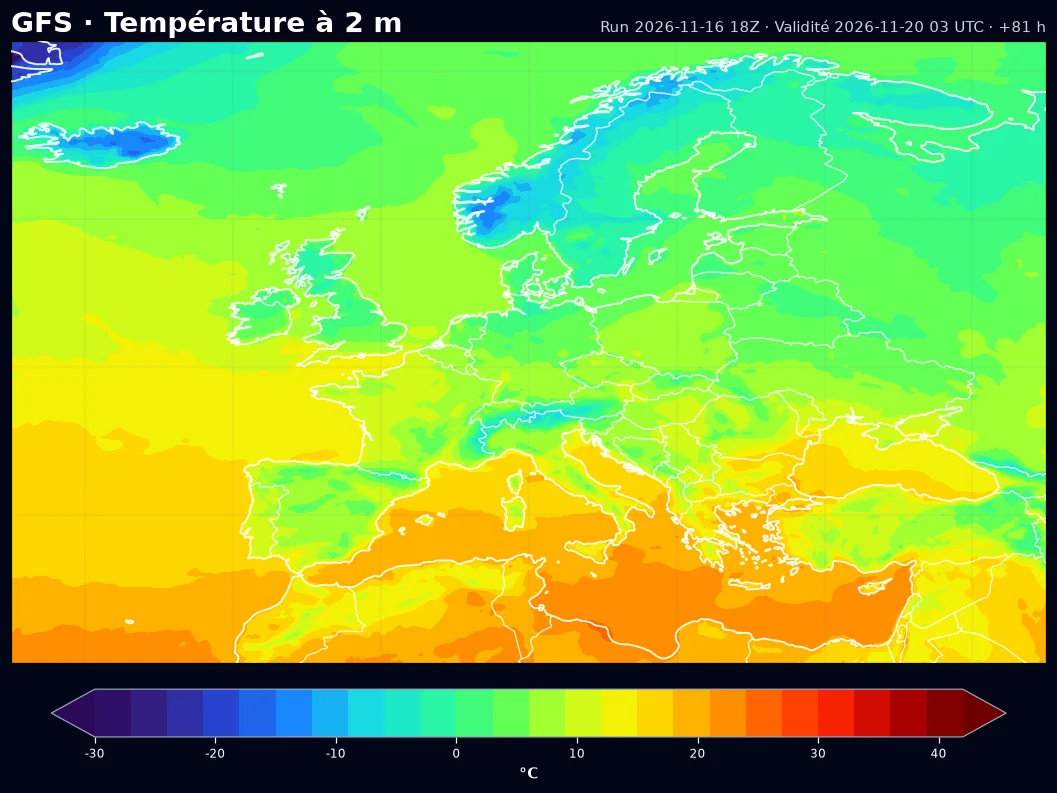 GFS · Température à 2 m
Run 2026-11-16 18Z · Validité 2026-11-20 03 UTC · +81 h
-30 -20 -10 0 10 20 30 40
°C